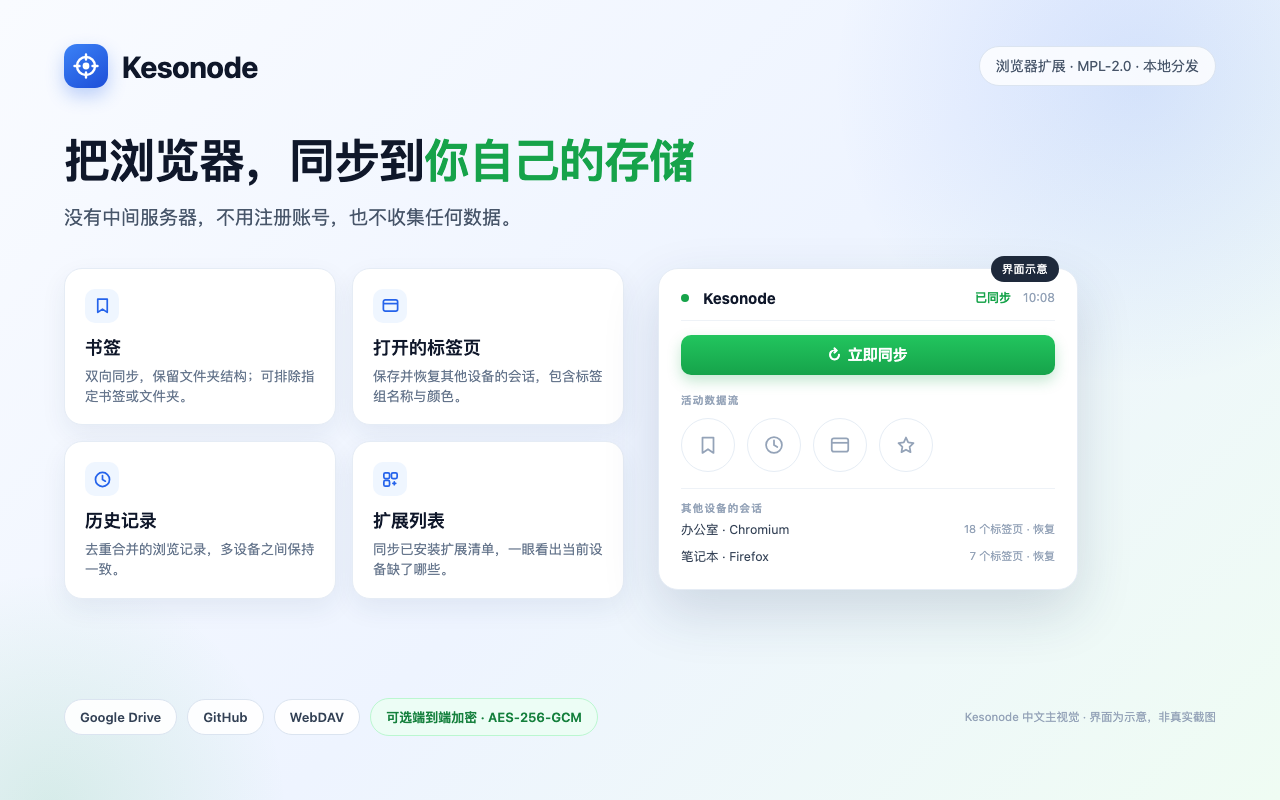 Kesonode
浏览器扩展 · MPL-2.0 · 本地分发
把浏览器，同步到你自己的存储
没有中间服务器，不用注册账号，也不收集任何数据。
书签
双向同步，保留文件夹结构；可排除指
定书签或文件夹。
打开的标签页
保存并恢复其他设备的会话，包含标签
组名称与颜色。
历史记录
去重合并的浏览记录，多设备之间保持
一致。
扩展列表
同步已安装扩展清单，一眼看出当前设
备缺了哪些。
界面示意
Kesonode
已同步 10:08
↻ 立即同步
活动数据流
其他设备的会话
办公室 · Chromium
18 个标签页 · 恢复
笔记本 · Firefox
7 个标签页 · 恢复
Google Drive
GitHub
WebDAV
可选端到端加密 · AES-256-GCM
Kesonode 中文主视觉 · 界面为示意，非真实截图